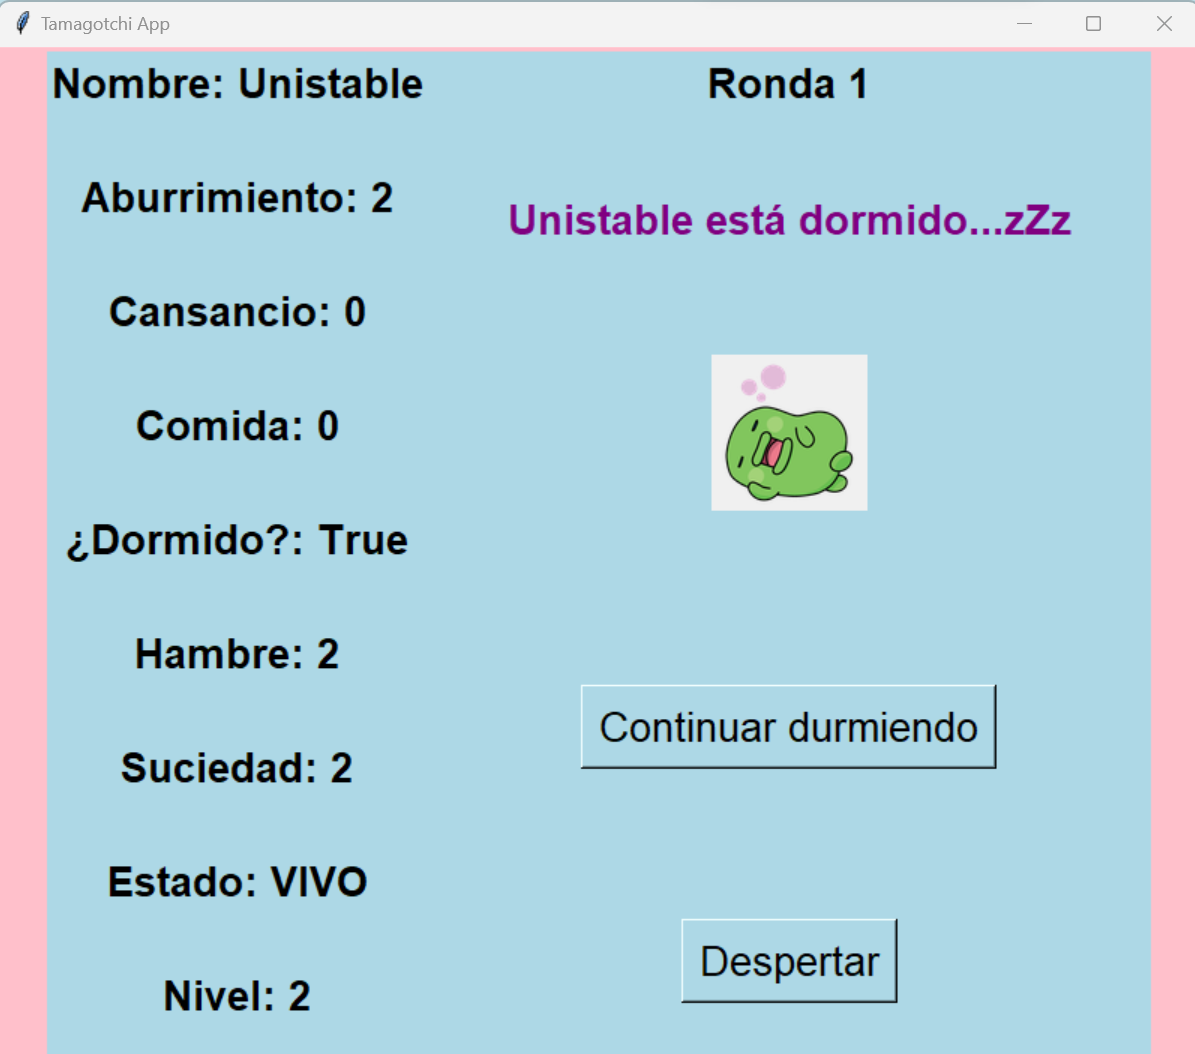 Tamagotchi App
Nombre: Unistable
Ronda 1
Aburrimiento: 2
Unistable está dormido...zZz
Cansancio: 0
Comida: 0
¿Dormido?: True
Hambre: 2
Continuar durmiendo
Suciedad: 2
Estado: VIVO
Despertar
Nivel: 2